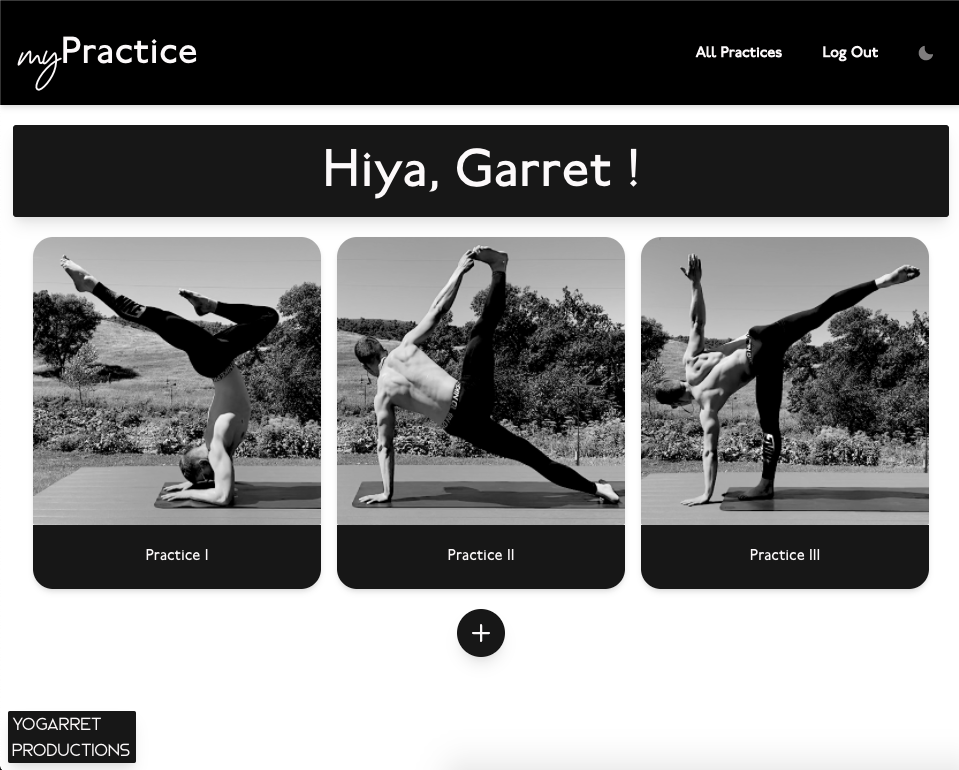 myPractice
All Practices
Log Out
Hiya, Garret !
Practice I
Practice II
Practice III
YOGARRET
PRODUCTIONS